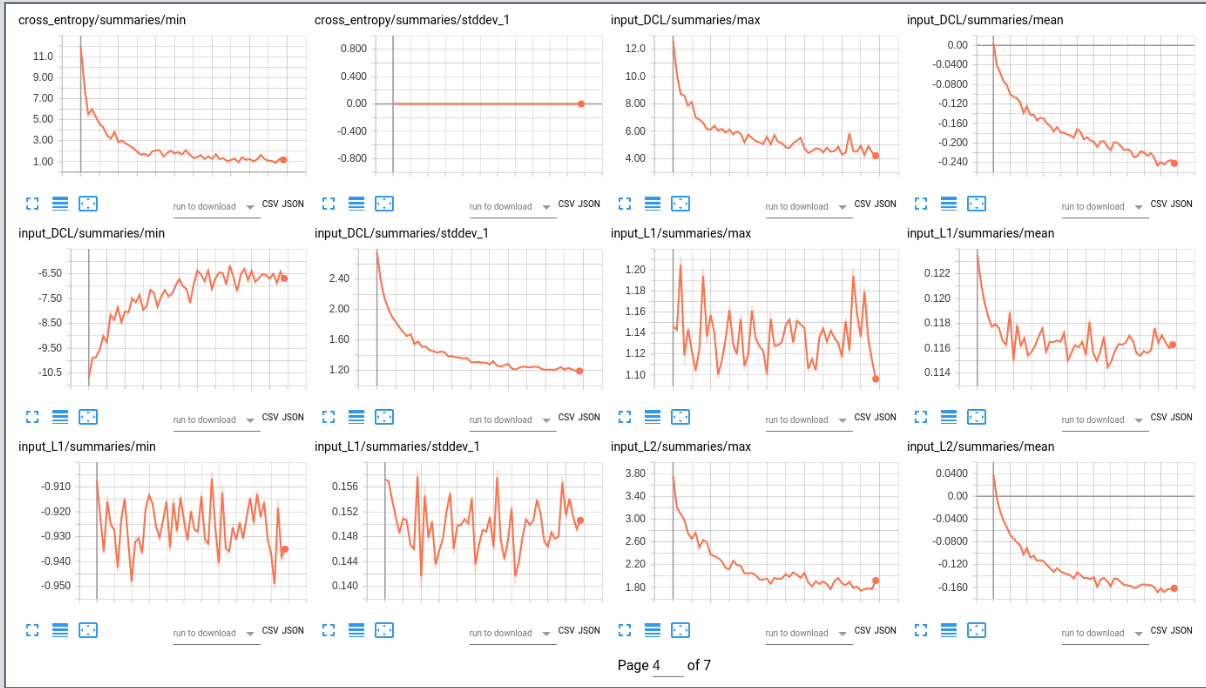 cross_entropy/summaries/min
11.0
9.00
7.00
5.00
3.00
1.00
run to download CSV JSON
cross_entropy/summaries/stddev_1
0.800
0.400
0.00
-0.400
-0.800
run to download CSV JSON
input_DCL/summaries/max
12.0
10.0
8.00
6.00
4.00
run to download CSV JSON
input_DCL/summaries/mean
0.00
-0.0400
-0.0800
-0.120
-0.160
-0.200
-0.240
run to download CSV JSON
input_DCL/summaries/min
-6.50
-7.50
-8.50
-9.50
-10.5
run to download CSV JSON
input_DCL/summaries/stddev_1
2.40
2.00
1.60
1.20
run to download CSV JSON
input_L1/summaries/max
1.20
1.18
1.16
1.14
1.12
1.10
run to download CSV JSON
input_L1/summaries/mean
0.122
0.120
0.118
0.116
0.114
run to download CSV JSON
input_L1/summaries/min
-0.910
-0.920
-0.930
-0.940
-0.950
run to download CSV JSON
input_L1/summaries/stddev_1
0.156
0.152
0.148
0.144
0.140
run to download CSV JSON
input_L2/summaries/max
3.80
3.40
3.00
2.60
2.20
1.80
run to download CSV JSON
input_L2/summaries/mean
0.0400
0.00
-0.0400
-0.0800
-0.120
-0.160
run to download CSV JSON
Page 4 of 7